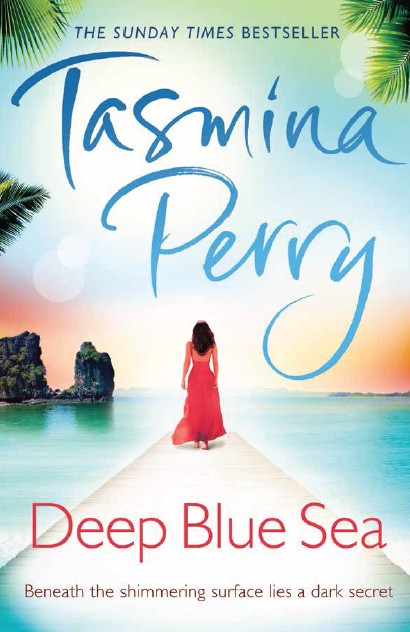 THE SUNDAY TIMES BESTSELLER
Tasmina
Perry
Deep Blue Sea
Beneath the shimmering surface lies a dark secret